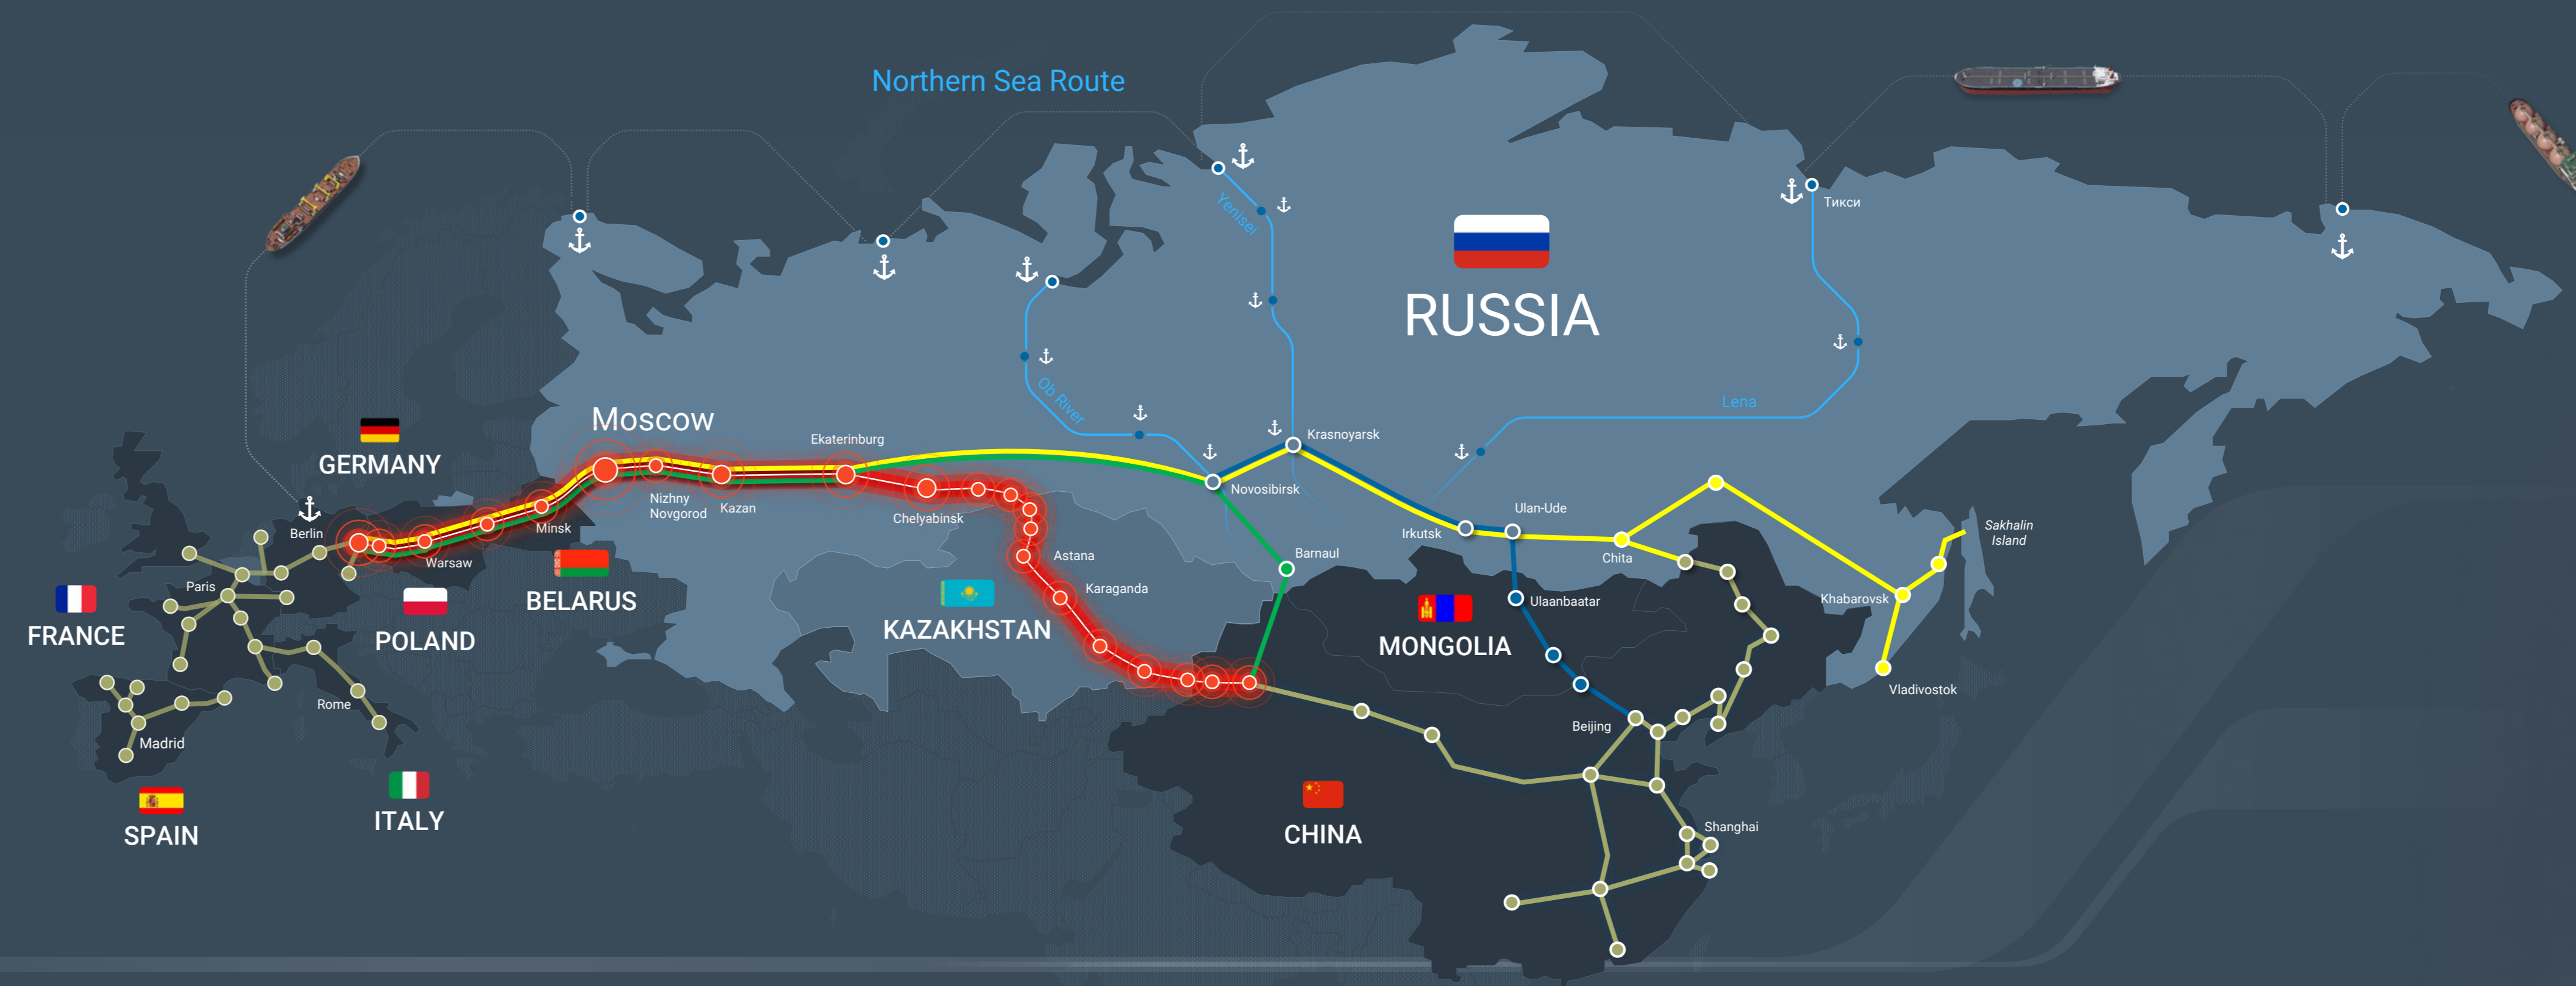 Northern Sea Route
Yenisei
Тикси
RUSSIA
Ob River
Lena
Moscow
Ekaterinburg
Krasnoyarsk
GERMANY
Nizhny
Novgorod
Kazan
Chelyabinsk
Novosibirsk
Ulan-Ude
Irkutsk
Sakhalin
Island
Berlin
Minsk
Warsaw
Astana
Barnaul
Chita
Paris
BELARUS
Karaganda
Ulaanbaatar
Khabarovsk
FRANCE
POLAND
KAZAKHSTAN
MONGOLIA
Vladivostok
Rome
Madrid
Beijing
ITALY
SPAIN
CHINA
Shanghai